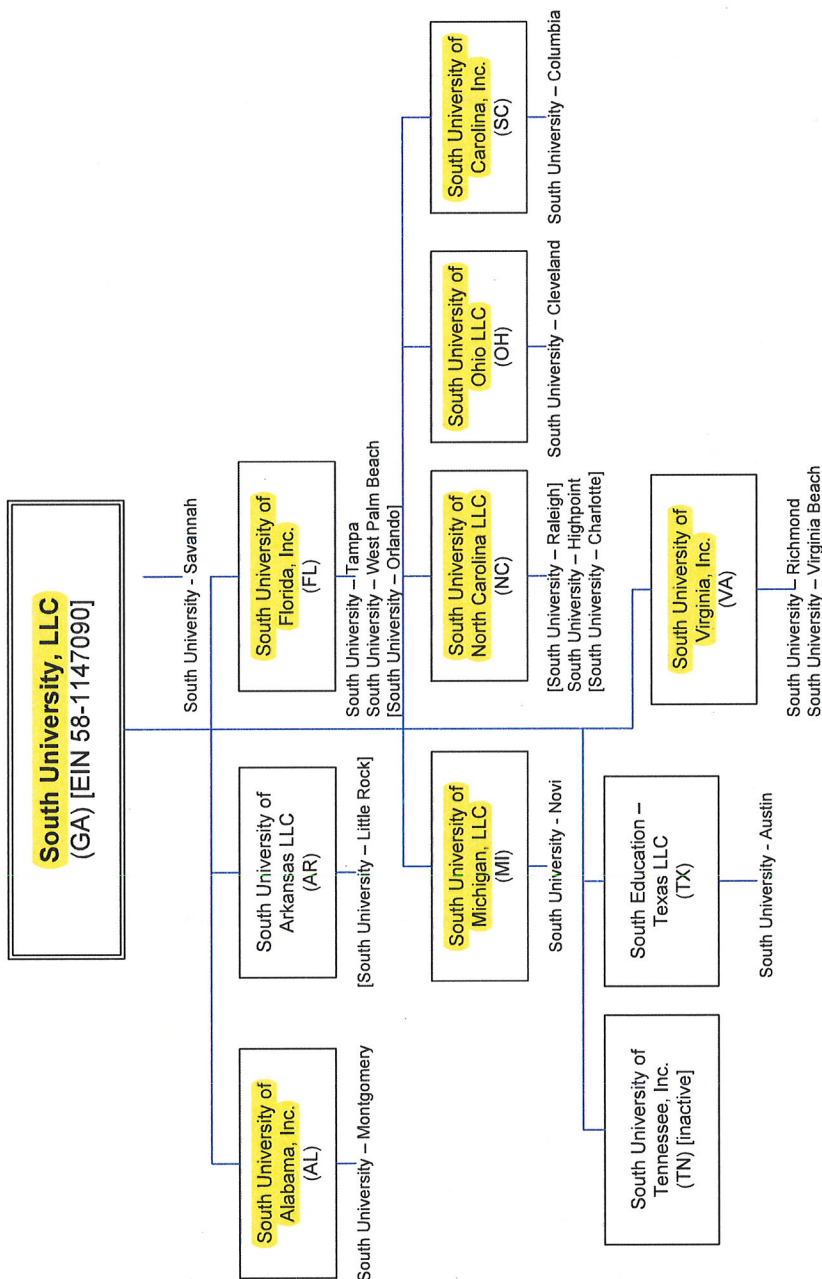 South University, LLC
(GA) [EIN 58-1147090]
South University - Savannah
South University of
Alabama, Inc.
(AL)
South University – Montgomery
South University of
Arkansas LLC
(AR)
[South University – Little Rock]
South University of
Florida, Inc.
(FL)
South University – Tampa
South University – West Palm Beach
[South University – Orlando]
South University of
Michigan, LLC
(MI)
South University - Novi
South University of
North Carolina LLC
(NC)
[South University – Raleigh]
South University – Highpoint
[South University – Charlotte]
South University of
Ohio LLC
(OH)
South University – Cleveland
South University of
Carolina, Inc.
(SC)
South University – Columbia
South University of
Tennessee, Inc.
(TN) [inactive]
South Education –
Texas LLC
(TX)
South University - Austin
South University of
Virginia, Inc.
(VA)
South University – Richmond
South University – Virginia Beach